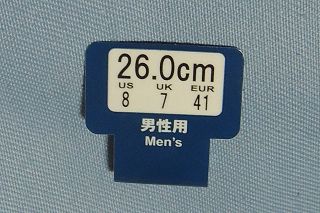 26.0cm
US UK EUR
8 7 41
男性用
Men's